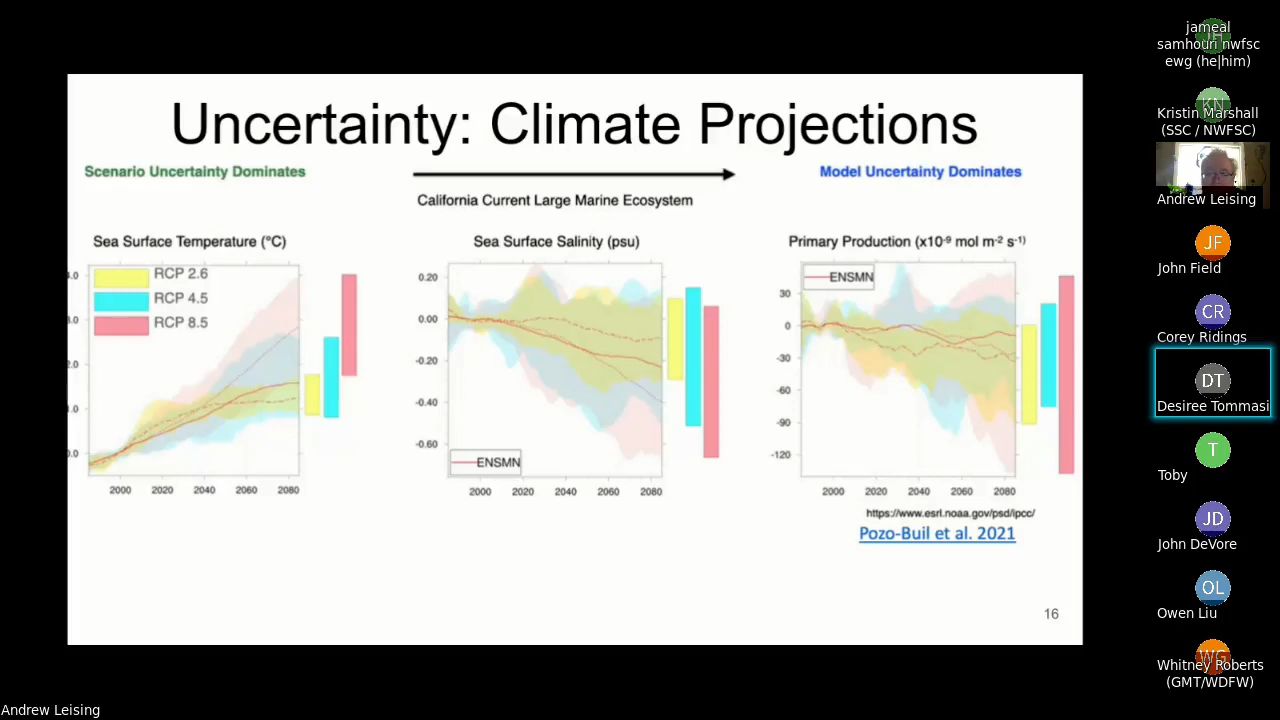 Uncertainty: Climate Projections
Scenario Uncertainty Dominates
Model Uncertainty Dominates
California Current Large Marine Ecosystem
Sea Surface Temperature (°C)
RCP 2.6
RCP 4.5
RCP 8.5
2000 2020 2040 2060 2080
Sea Surface Salinity (psu)
0.20
0.00
-0.20
-0.40
-0.60
ENSMN
2000 2020 2040 2060 2080
Primary Production (x10⁻⁹ mol m⁻² s⁻¹)
ENSMN
30
0
-30
-60
-90
-120
2000 2020 2040 2060 2080
https://www.esrl.noaa.gov/psd/ipcc/
Pozo-Buil et al. 2021
16
jameal
samhouri nwfsc
ewg (he|him)
KN
Kristin Marshall
(SSC / NWFSC)
Andrew Leising
JF
John Field
CR
Corey Ridings
DT
Desiree Tommasi
T
Toby
JD
John DeVore
OL
Owen Liu
WG
Whitney Roberts
(GMT/WDFW)
Andrew Leising